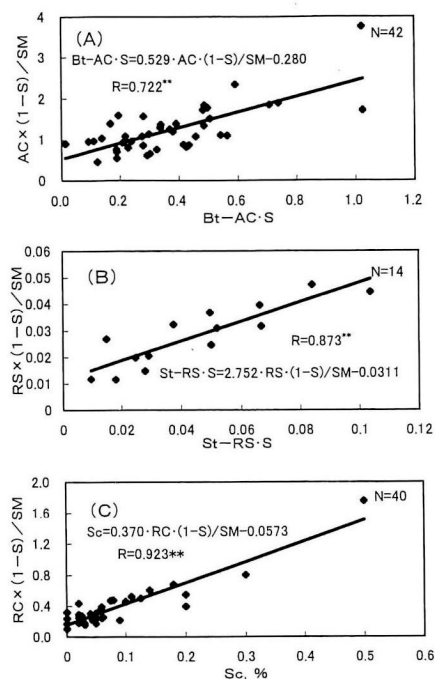 (A)
N=42
Bt-AC·S=0.529·AC·(1-S)/SM-0.280
R=0.722**
AC×(1-S)/SM
4
3
2
1
0
0.0 0.2 0.4 0.6 0.8 1.0 1.2
Bt-AC·S
(B)
N=14
R=0.873**
St-RS·S=2.752·RS·(1-S)/SM-0.0311
RS×(1-S)/SM
0.06
0.05
0.04
0.03
0.02
0.01
0
0 0.02 0.04 0.06 0.08 0.1 0.12
St-RS·S
(C)
N=40
Sc=0.370·RC·(1-S)/SM-0.0573
R=0.923**
RC×(1-S)/SM
2.0
1.6
1.2
0.8
0.4
0.0
0 0.1 0.2 0.3 0.4 0.5 0.6
Sc, %